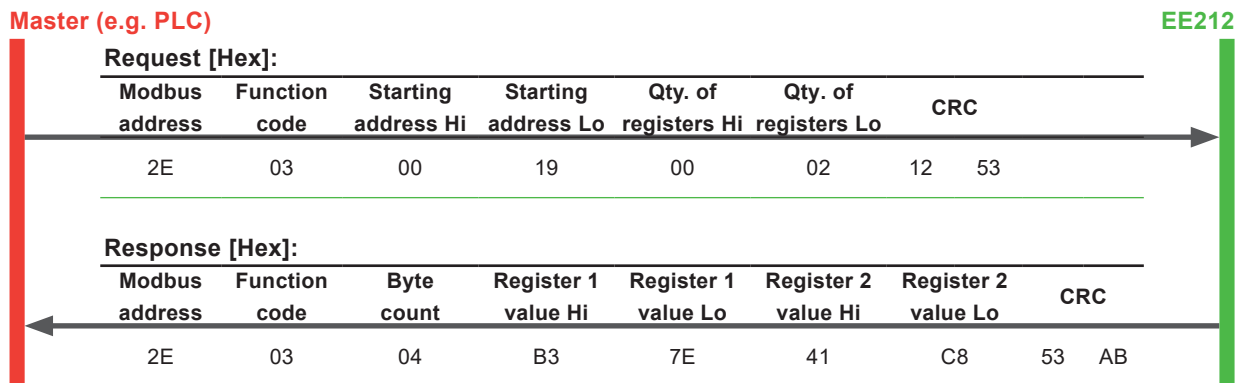 Master (e.g. PLC) EE212
Request [Hex]:
Modbus Function Starting Starting Qty. of Qty. of CRC
address code address Hi address Lo registers Hi registers Lo
2E 03 00 19 00 02 12 53
Response [Hex]:
Modbus Function Byte Register 1 Register 1 Register 2 Register 2 CRC
address code count value Hi value Lo value Hi value Lo
2E 03 04 B3 7E 41 C8 53 AB